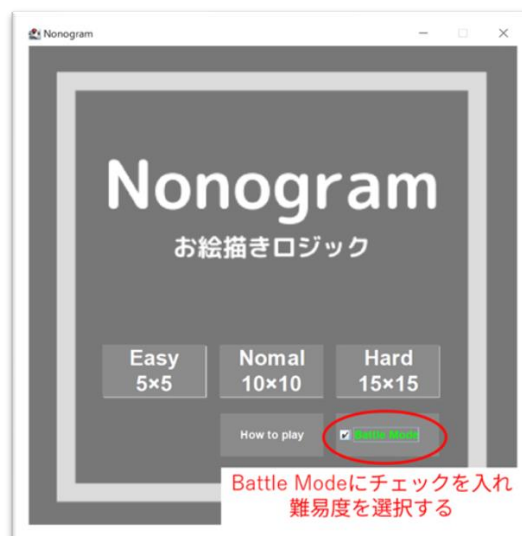 Nonogram
Nonogram
お絵描きロジック
Easy
5×5
Nomal
10×10
Hard
15×15
How to play
Battle Mode
Battle Modeにチェックを入れ
難易度を選択する